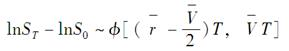 lnS_T − lnS_0 ~ ϕ[ ( r̄ − V̄/2 ) T, V̄T ]